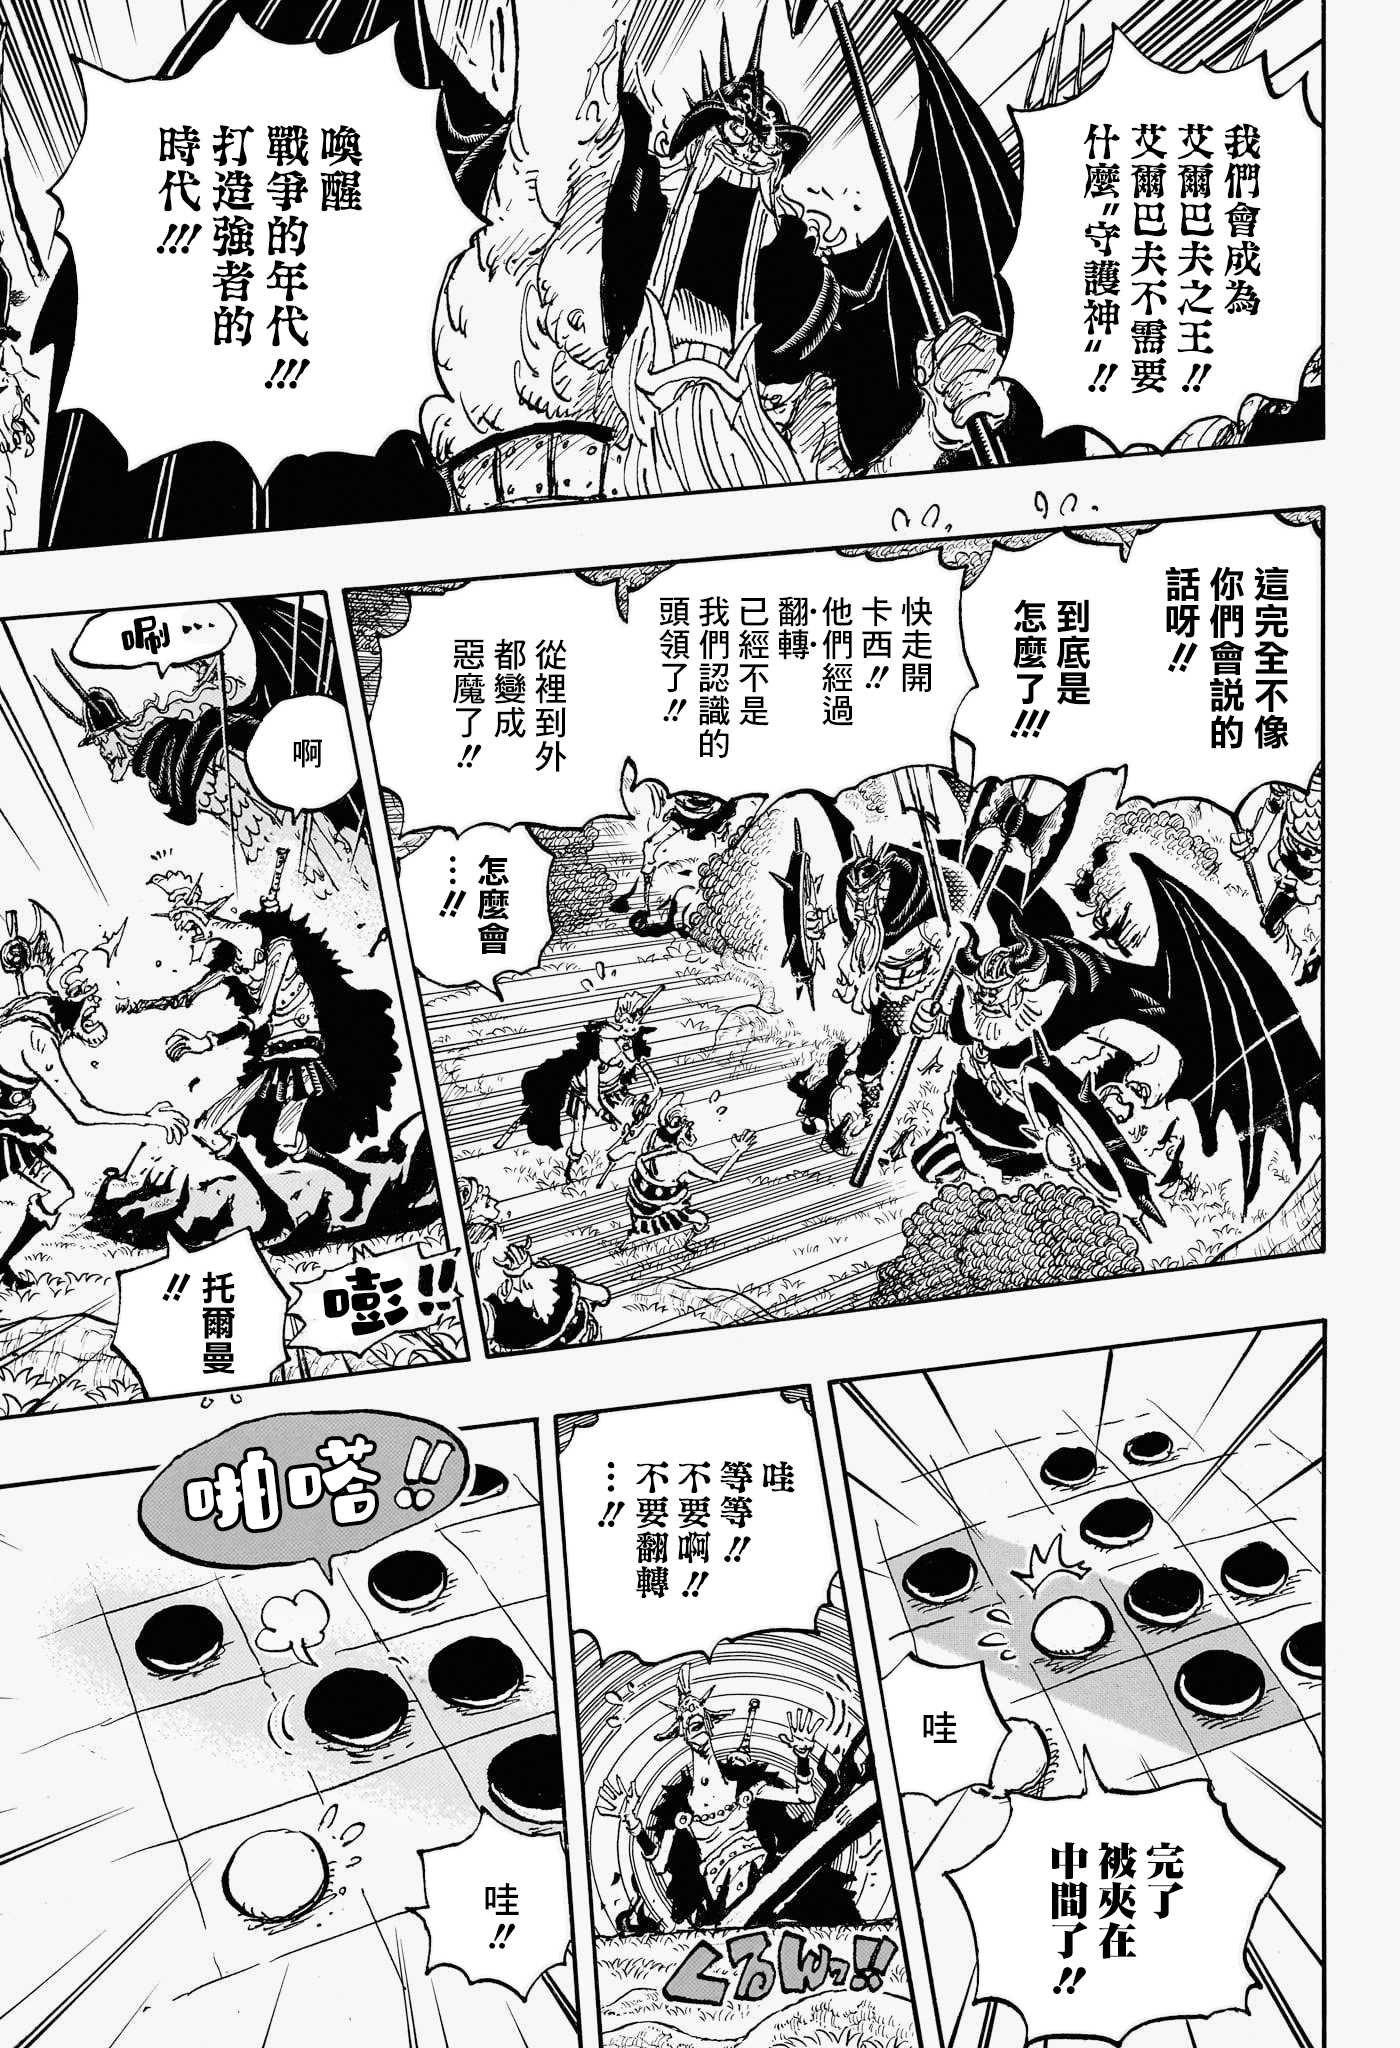 我們會成為
艾爾巴夫之王!!
艾爾巴夫不需要
什麼"守護神"!!
喚醒
戰爭的年代!!!
打造強者的
時代!!!
這完全不像
你們會説的
話呀!!
到底是
怎麼了!!!
快走開
卡西!!
他們經過
翻轉
已經不是
我們認識的
頭領了!!
從裡到外
都變成
惡魔了!!
怎麼會
…!!
唰…
啊
嘭!!
托爾曼
!!
哇
完了
被夾在
中間了!!
哇
等等!!
不要啊!!
不要翻轉
…!!
くるんっ!!
啪嗒!!
哇!!